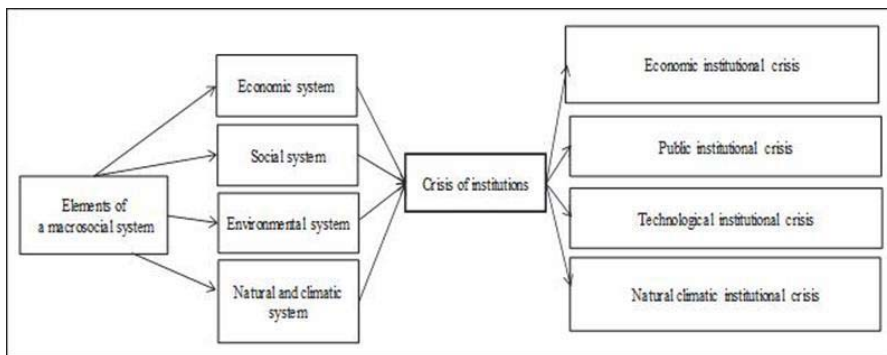 Elements of
a macrosocial system
Economic system
Social system
Environmental system
Natural and climatic
system
Crisis of institutions
Economic institutional crisis
Public institutional crisis
Technological institutional crisis
Natural climatic institutional crisis